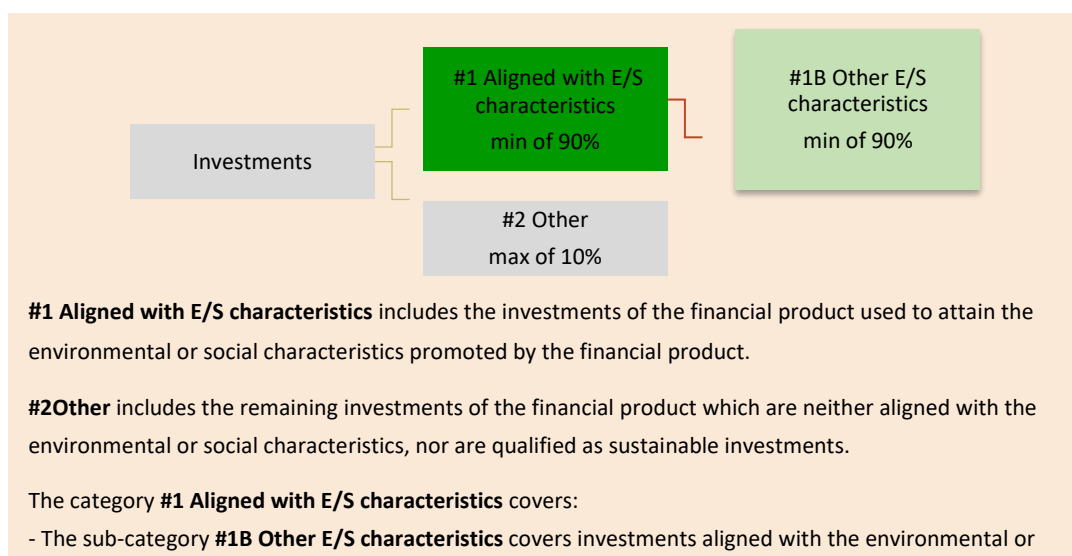 #1 Aligned with E/S
characteristics
min of 90%
#1B Other E/S
characteristics
min of 90%
Investments
#2 Other
max of 10%
#1 Aligned with E/S characteristics includes the investments of the financial product used to attain the
environmental or social characteristics promoted by the financial product.
#2Other includes the remaining investments of the financial product which are neither aligned with the
environmental or social characteristics, nor are qualified as sustainable investments.
The category #1 Aligned with E/S characteristics covers:
- The sub-category #1B Other E/S characteristics covers investments aligned with the environmental or